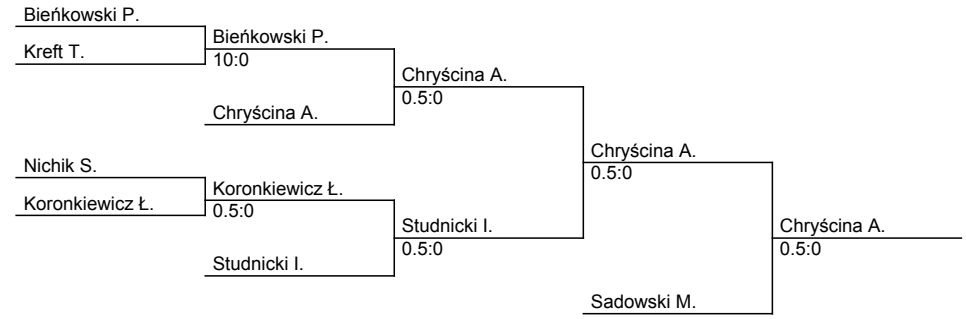 Bieńkowski P.
Kreft T.
Bieńkowski P.
10:0
Chryścina A.
Chryścina A.
0.5:0
Nichik S.
Koronkiewicz Ł.
Koronkiewicz Ł.
0.5:0
Studnicki I.
Studnicki I.
0.5:0
Chryścina A.
0.5:0
Sadowski M.
Chryścina A.
0.5:0